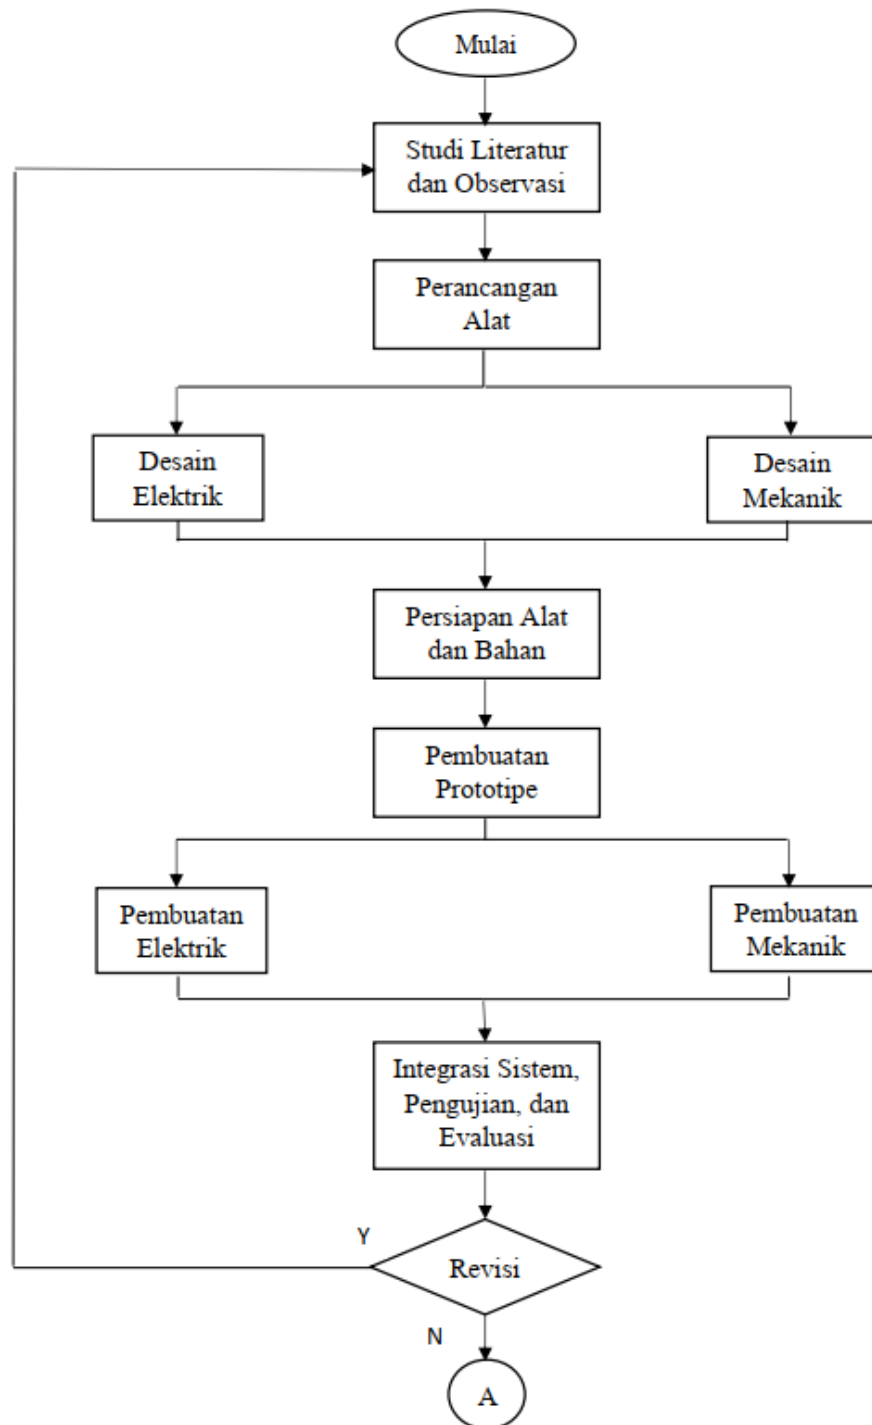 Mulai
Studi Literatur
dan Observasi
Perancangan
Alat
Desain
Elektrik
Desain
Mekanik
Persiapan Alat
dan Bahan
Pembuatan
Prototipe
Pembuatan
Elektrik
Pembuatan
Mekanik
Integrasi Sistem,
Pengujian, dan
Evaluasi
Y
Revisi
N
A